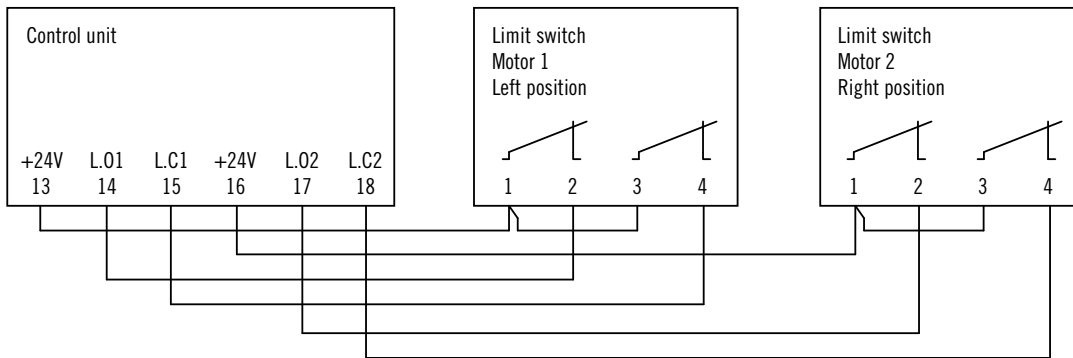 Control unit
+24V L.O1 L.C1 +24V L.O2 L.C2
13 14 15 16 17 18
Limit switch
Motor 1
Left position
1 2 3 4
Limit switch
Motor 2
Right position
1 2 3 4